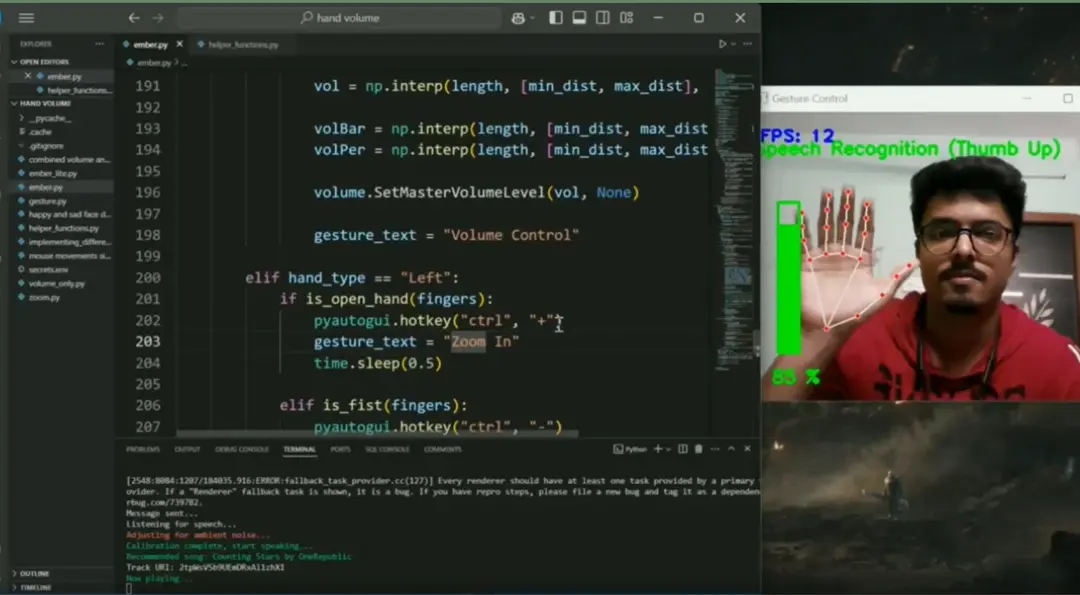 hand volume
EXPLORER
OPEN EDITORS
ember.py
helper_functions...
HAND VOLUME
__pycache__
.cache
.gitignore
combined volume an...
ember_libr.py
ember.py
gesture.py
happy and sad face d...
helper_functions.py
implementing_differe...
mouse movements si...
secrets.env
volume_only.py
zoom.py
OUTLINE
TIMELINE
ember.py helper_functions.py
ember.py > ...
191 vol = np.interp(length, [min_dist, max_dist],
192
193 volBar = np.interp(length, [min_dist, max_dist
194 volPer = np.interp(length, [min_dist, max_dist
195
196 volume.SetMasterVolumeLevel(vol, None)
197
198 gesture_text = "Volume Control"
199
200 elif hand_type == "Left":
201 if is_open_hand(fingers):
202 pyautogui.hotkey("ctrl", "+")
203 gesture_text = "Zoom In"
204 time.sleep(0.5)
205
206 elif is_fist(fingers):
207 pyautogui.hotkey("ctrl", "-")
PROBLEMS OUTPUT DEBUG CONSOLE TERMINAL PORTS SQL CONSOLE COMMENTS
Python
[2548:8084:1207/184035.916:ERROR:fallback_task_provider.cc(127)] Every renderer should have at least one task provided by a primary
ovider. If a "Renderer" fallback task is shown, it is a bug. If you have repro steps, please file a new bug and tag it as a dependen
rbug.com/739782.
Message sent...
Listening for speech...
Adjusting for ambient noise...
Calibration complete, start speaking...
Recommended song: Counting Stars by OneRepublic
Track URI:
Now playing...
Gesture Control
FPS: 12
peech Recognition (Thumb Up)
85 %